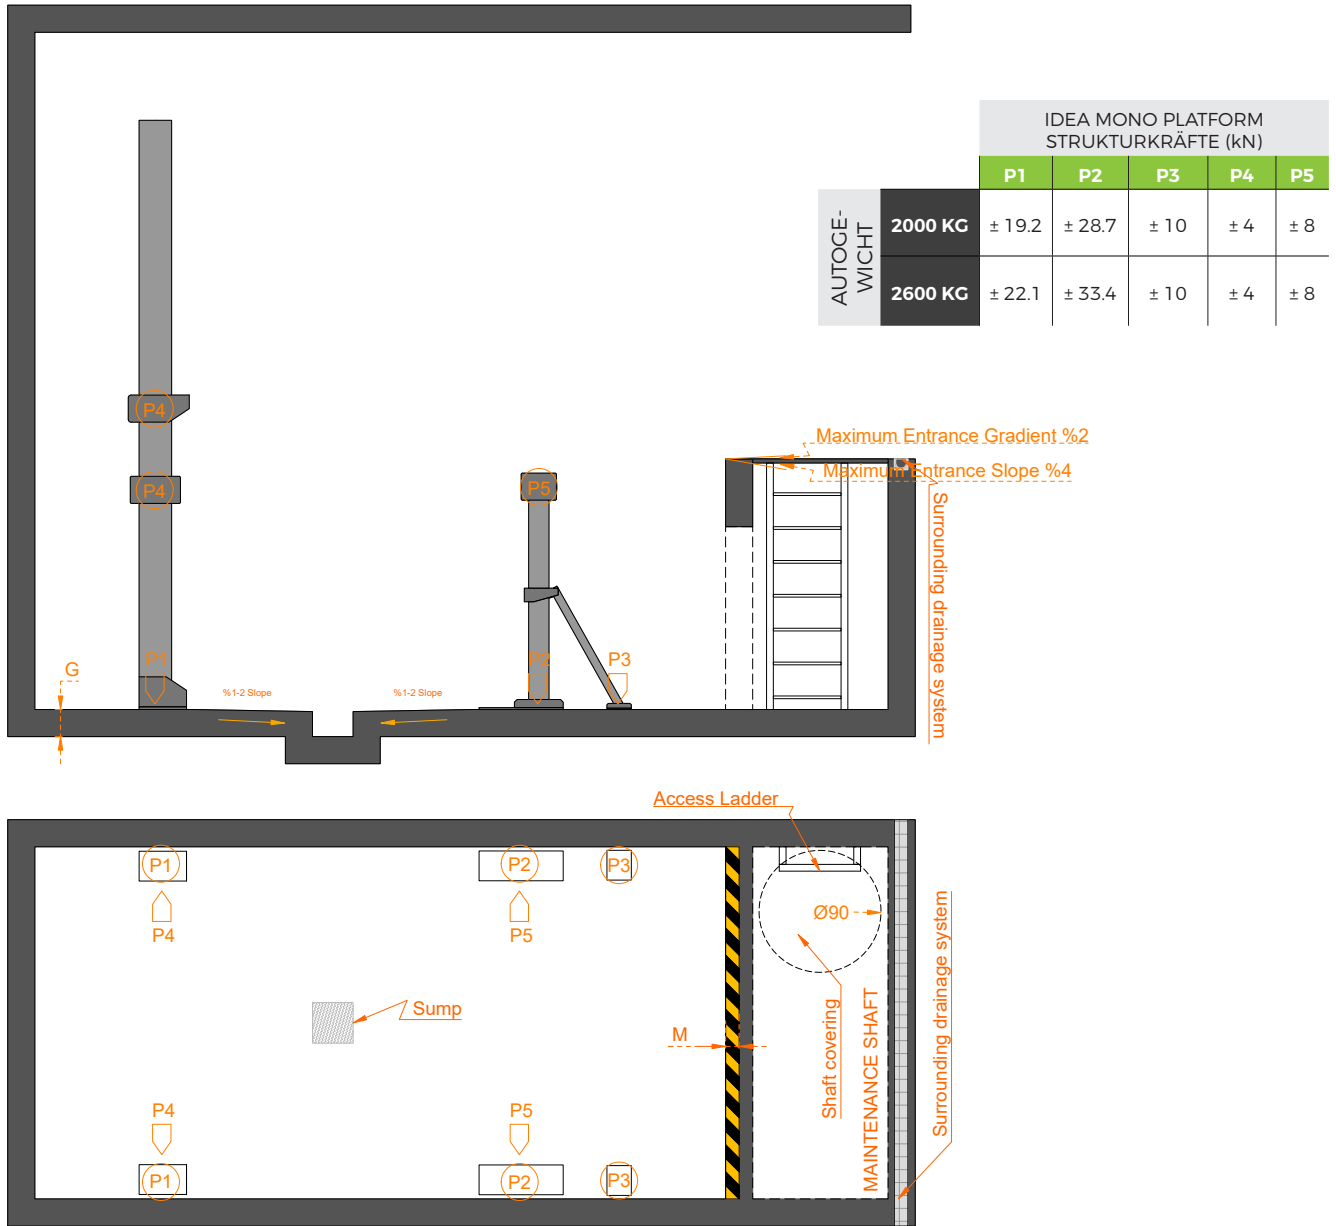 IDEA MONO PLATFORM
STRUKTURKRÄFTE (kN)
P1 P2 P3 P4 P5
AUTOGE-
WICHT
2000 KG ± 19.2 ± 28.7 ± 10 ± 4 ± 8
2600 KG ± 22.1 ± 33.4 ± 10 ± 4 ± 8
P4
Maximum Entrance Gradient %2
Maximum Entrance Slope %4
P4
P5
Surrounding drainage system
P1
P2
P3
G
%1-2 Slope
%1-2 Slope
Access Ladder
P1
P2
P3
P4
P5
Ø90
Sump
M
Shaft covering
MAINTENANCE SHAFT
Surrounding drainage system
P4
P5
P1
P2
P3